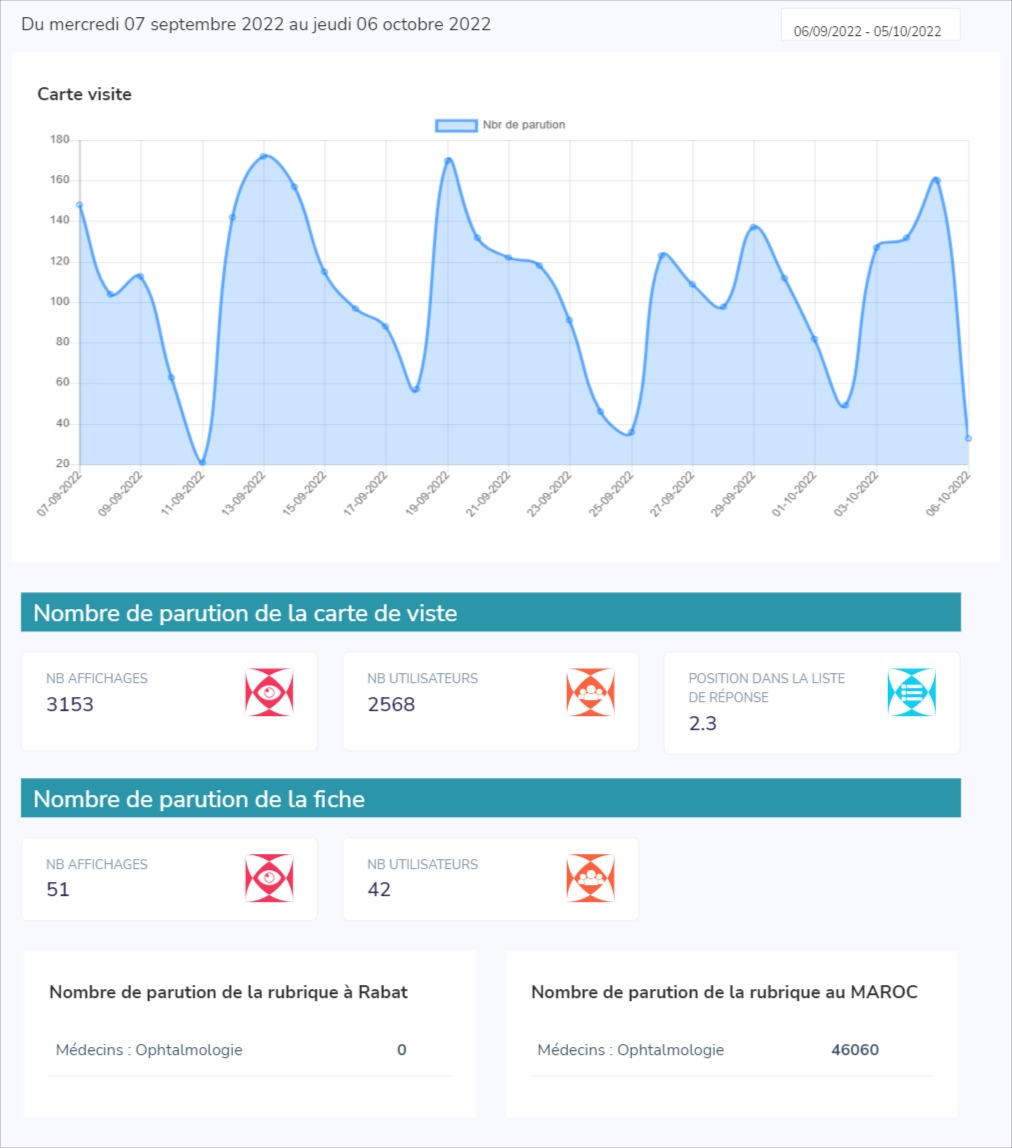 Du mercredi 07 septembre 2022 au jeudi 06 octobre 2022
06/09/2022 - 05/10/2022
Carte visite
Nbr de parution
180
160
140
120
100
80
60
40
20
07-09-2022
09-09-2022
11-09-2022
13-09-2022
15-09-2022
17-09-2022
19-09-2022
21-09-2022
23-09-2022
25-09-2022
27-09-2022
29-09-2022
01-10-2022
03-10-2022
06-10-2022
Nombre de parution de la carte de viste
NB AFFICHAGES
3153
NB UTILISATEURS
2568
POSITION DANS LA LISTE
DE RÉPONSE
2.3
Nombre de parution de la fiche
NB AFFICHAGES
51
NB UTILISATEURS
42
Nombre de parution de la rubrique à Rabat
Médecins : Ophtalmologie 0
Nombre de parution de la rubrique au MAROC
Médecins : Ophtalmologie 46060